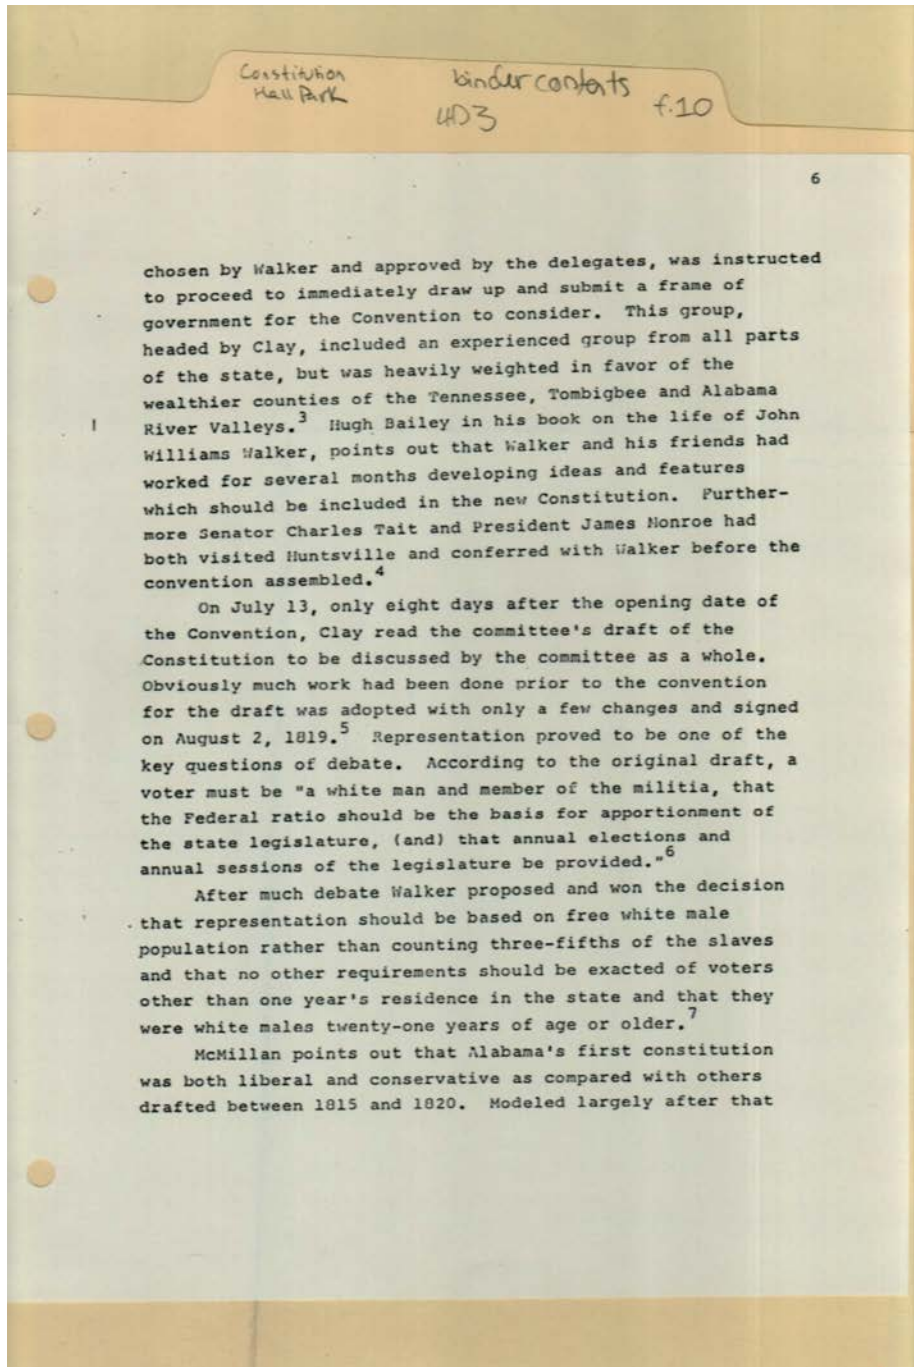 Constitution
Hall Park
binder contents
4D3
f.10
6
chosen by Walker and approved by the delegates, was instructed
to proceed to immediately draw up and submit a frame of
government for the Convention to consider. This group,
headed by Clay, included an experienced group from all parts
of the state, but was heavily weighted in favor of the
wealthier counties of the Tennessee, Tombigbee and Alabama
River Valleys.3 Hugh Bailey in his book on the life of John
Williams Walker, points out that Walker and his friends had
worked for several months developing ideas and features
which should be included in the new Constitution. Further-
more Senator Charles Tait and President James Monroe had
both visited Huntsville and conferred with Walker before the
convention assembled.4
On July 13, only eight days after the opening date of
the Convention, Clay read the committee's draft of the
Constitution to be discussed by the committee as a whole.
Obviously much work had been done prior to the convention
for the draft was adopted with only a few changes and signed
on August 2, 1819.5 Representation proved to be one of the
key questions of debate. According to the original draft, a
voter must be "a white man and member of the militia, that
the Federal ratio should be the basis for apportionment of
the state legislature, (and) that annual elections and
annual sessions of the legislature be provided."6
After much debate Walker proposed and won the decision
that representation should be based on free white male
population rather than counting three-fifths of the slaves
and that no other requirements should be exacted of voters
other than one year's residence in the state and that they
were white males twenty-one years of age or older.7
McMillan points out that Alabama's first constitution
was both liberal and conservative as compared with others
drafted between 1815 and 1820. Modeled largely after that